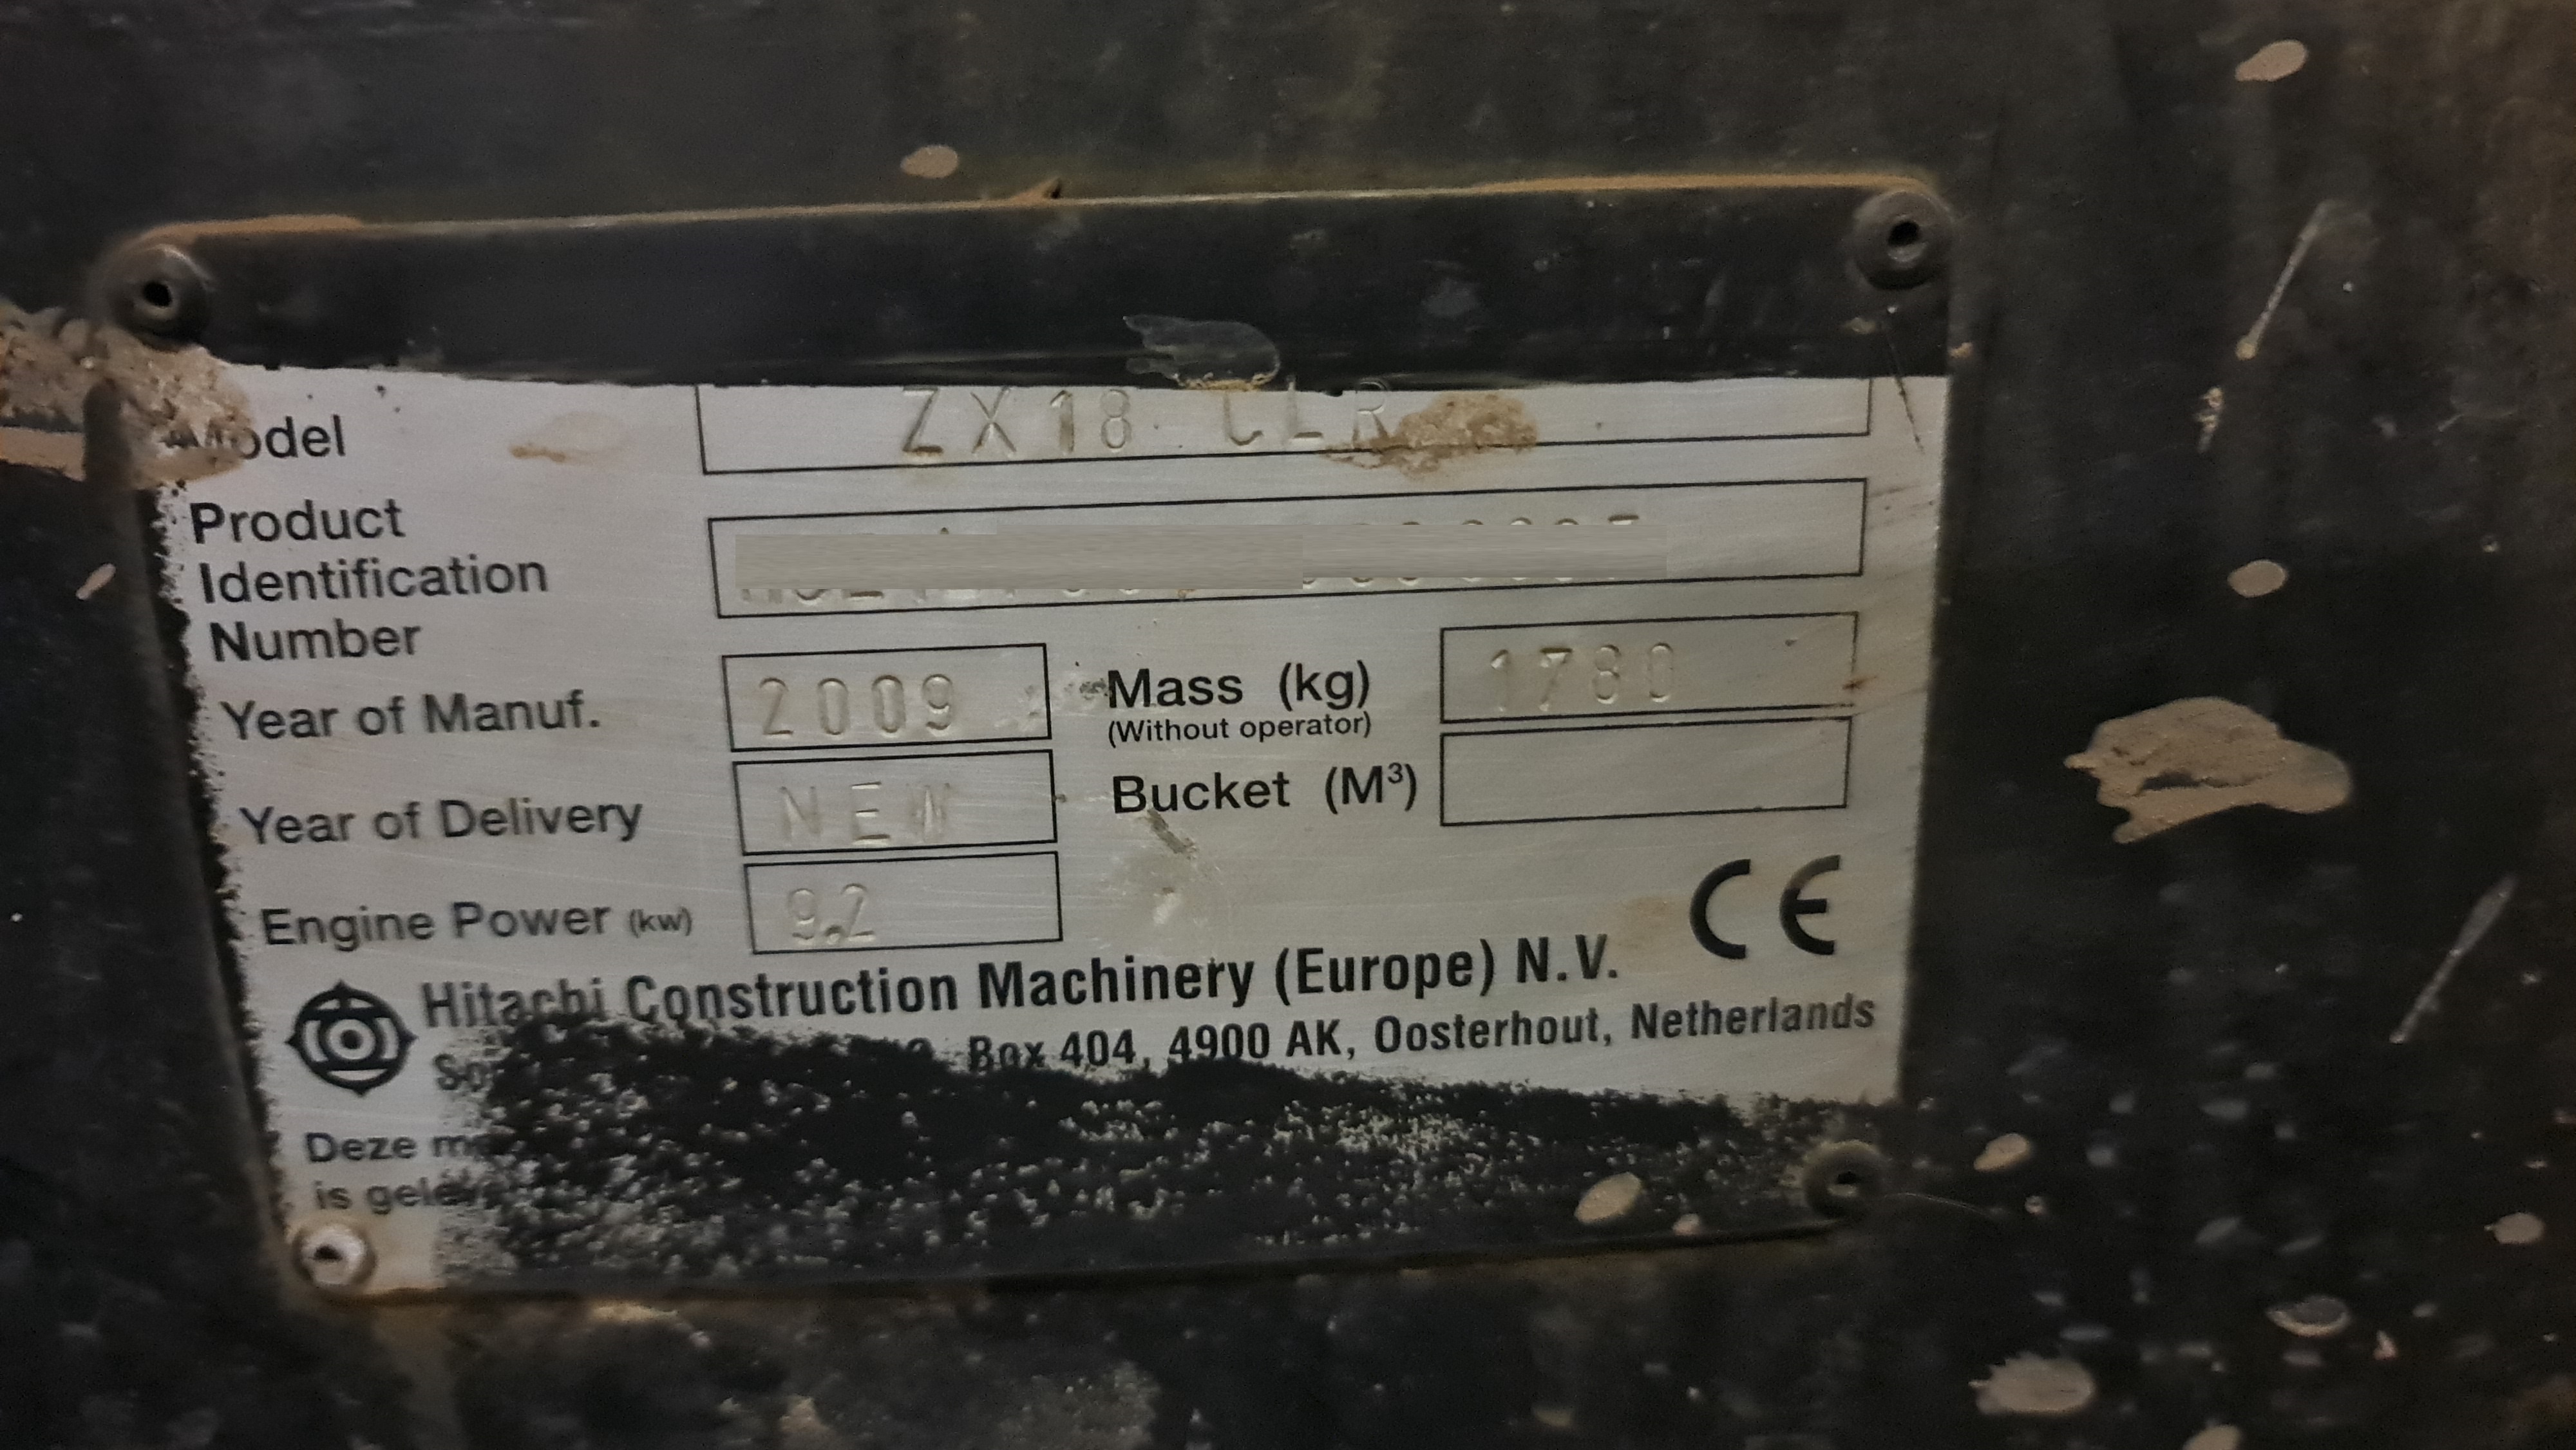 Model ZX18 CLR
Product
Identification
Number
Year of Manuf. 2009 Mass (kg) 1780
(Without operator)
Year of Delivery NEW Bucket (M³)
Engine Power (kw) 9.2
CE
Hitachi Construction Machinery (Europe) N.V.
Box 404, 4900 AK, Oosterhout, Netherlands
Deze
is